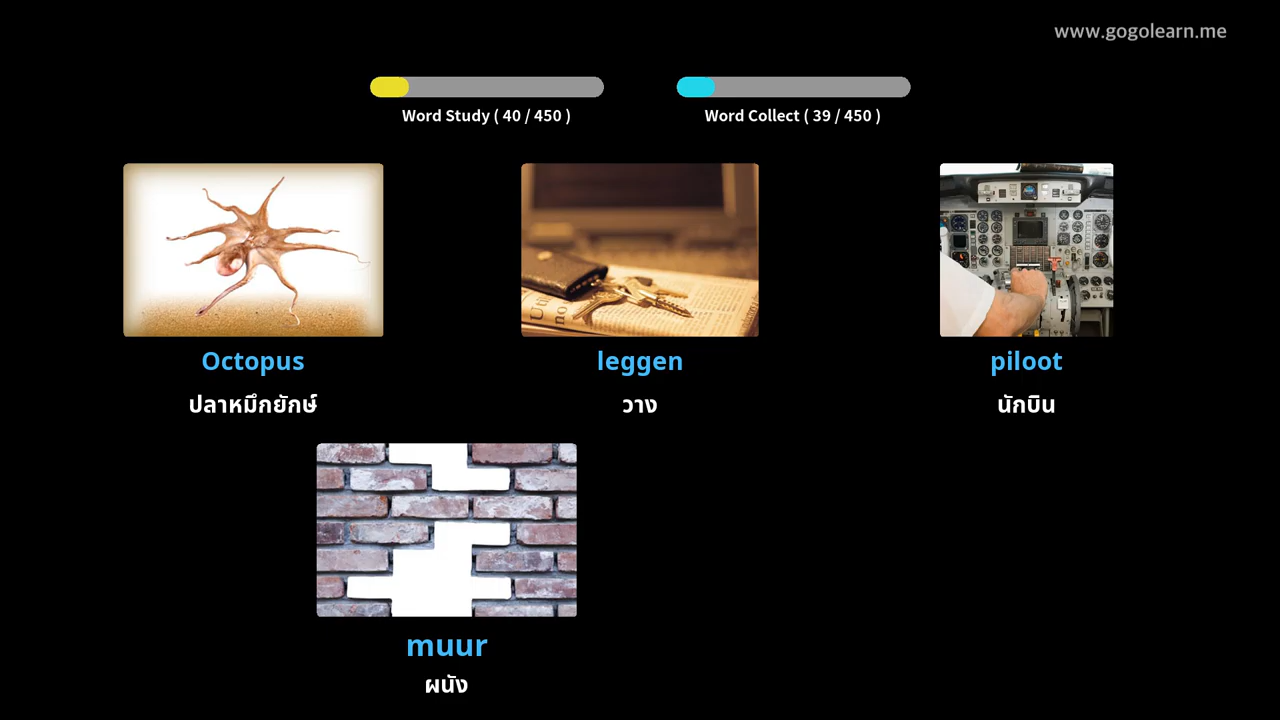 www.gogolearn.me
Word Study ( 40 / 450 )
Word Collect ( 39 / 450 )
Octopus
ปลาหมึกยักษ์
leggen
วาง
piloot
นักบิน
muur
ผนัง